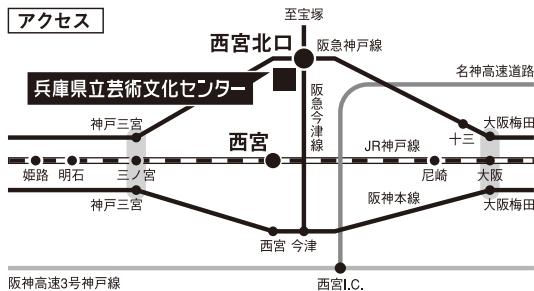 アクセス
至宝塚
西宮北口
阪急神戸線
名神高速道路
兵庫県立芸術文化センター
阪急今津線
神戸三宮
大阪梅田
十三
西宮
JR神戸線
姫路
明石
三ノ宮
尼崎
大阪
神戸三宮
阪神本線
大阪梅田
西宮
今津
阪神高速3号神戸線
西宮I.C.